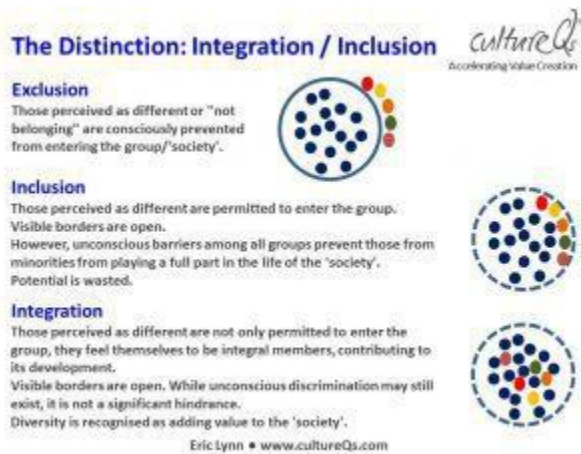 The Distinction: Integration / Inclusion
cultureQs
Accelerating Value Creation
Exclusion
Those perceived as different or "not
belonging" are consciously prevented
from entering the group/'society'.
Inclusion
Those perceived as different are permitted to enter the group.
Visible borders are open.
However, unconscious barriers among all groups prevent those from
minorities from playing a full part in the life of the 'society'.
Potential is wasted.
Integration
Those perceived as different are not only permitted to enter the
group, they feel themselves to be integral members, contributing to
its development.
Visible borders are open. While unconscious discrimination may still
exist, it is not a significant hindrance.
Diversity is recognised as adding value to the 'society'.
Eric Lynn • www.cultureQs.com